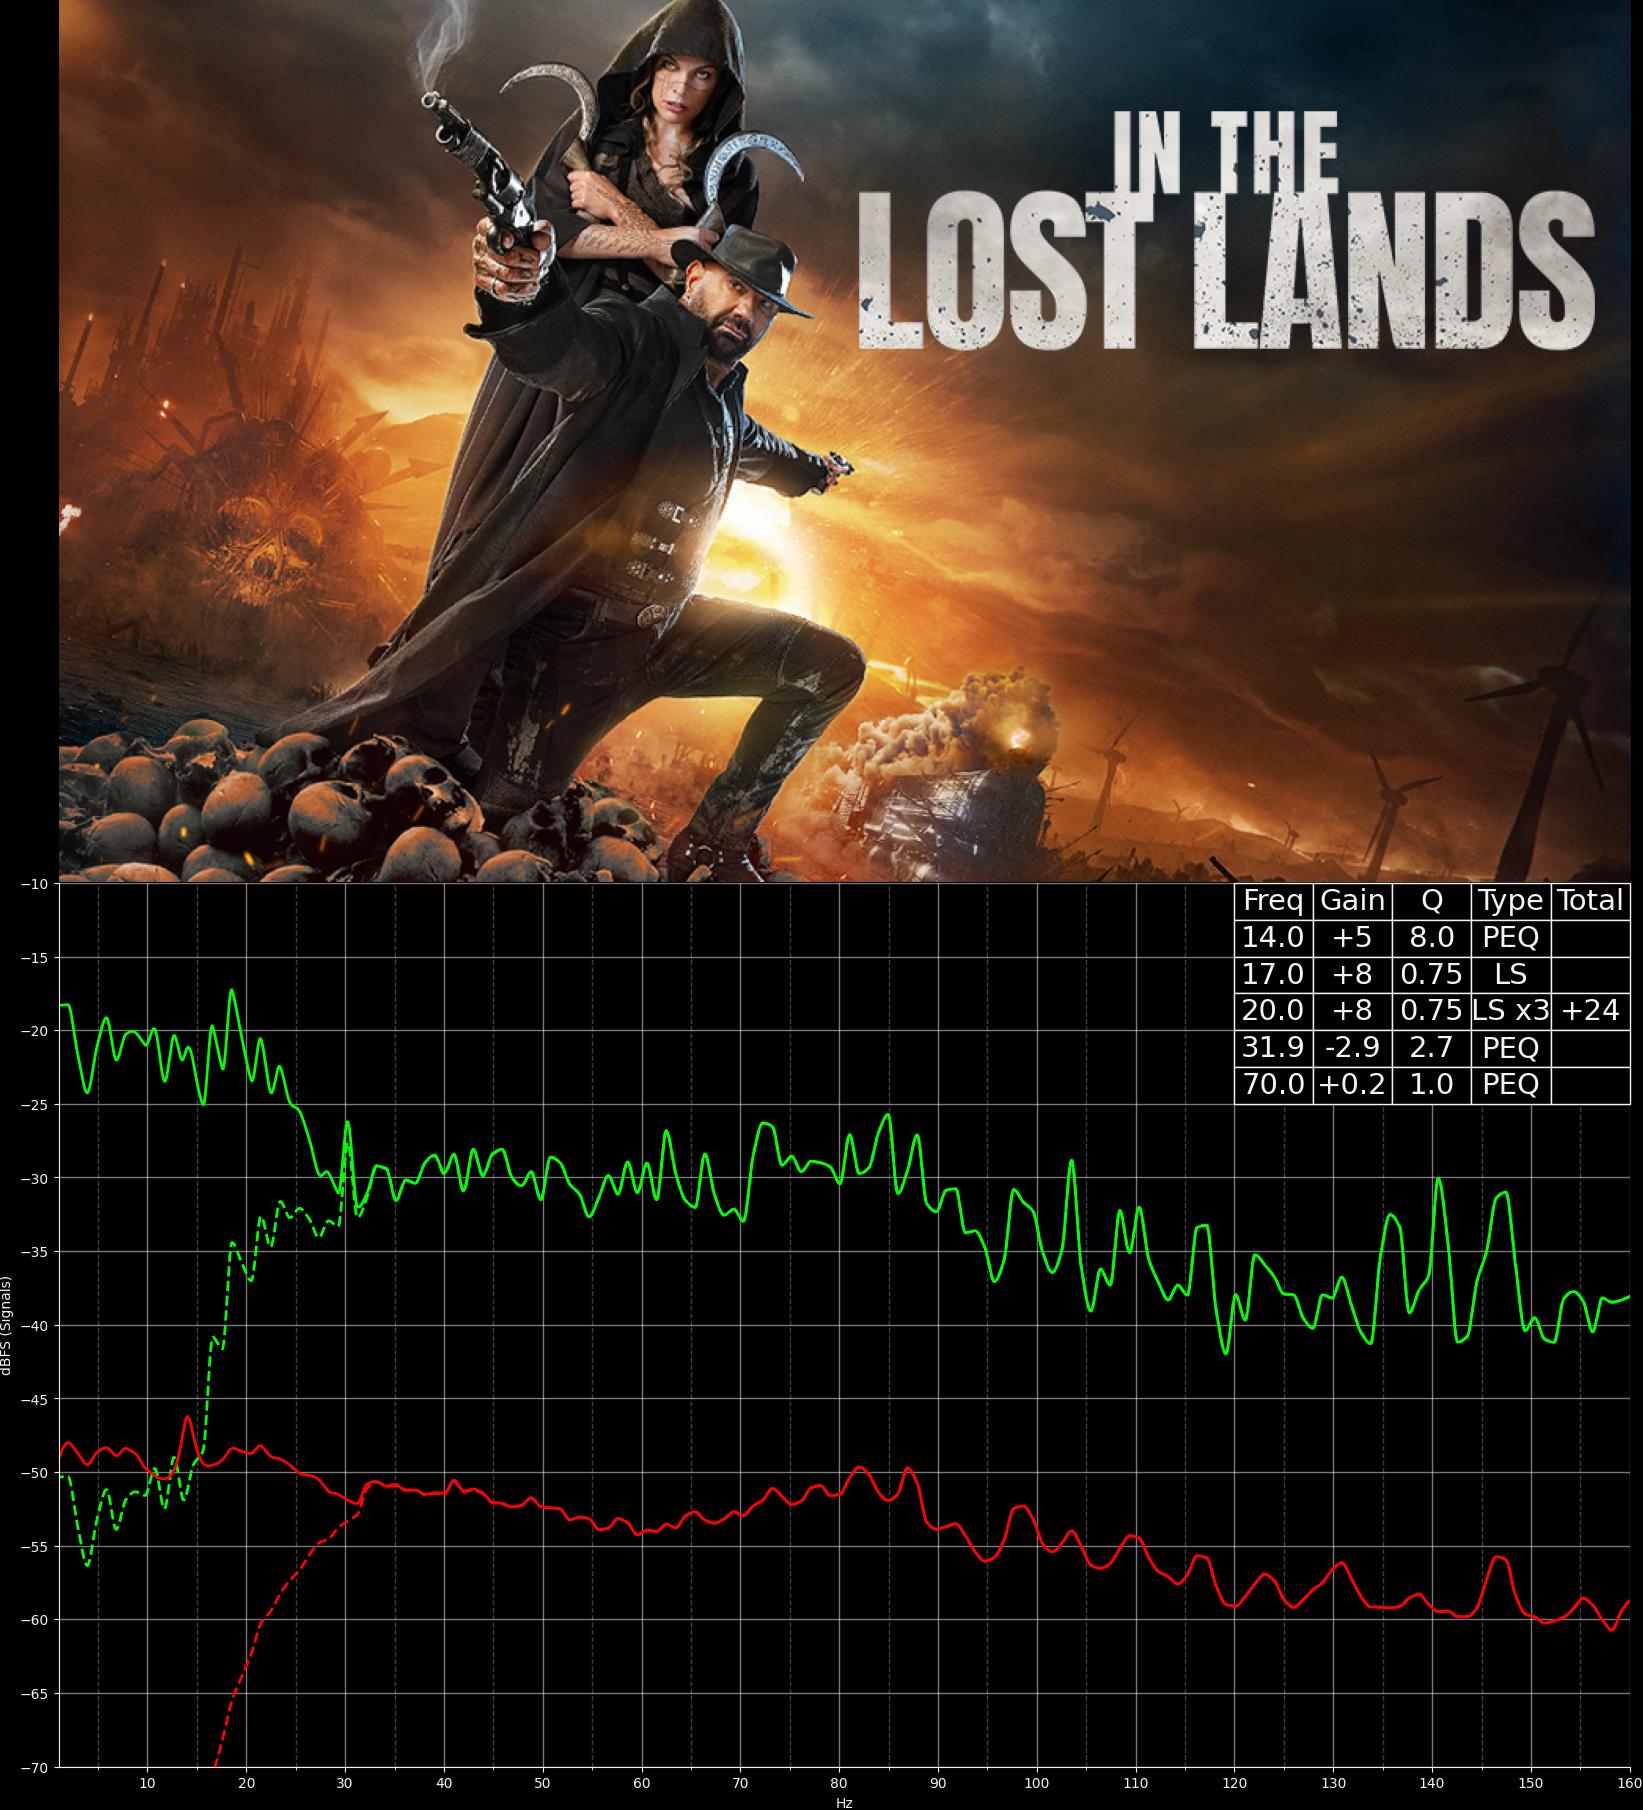 IN THE
LOST LANDS
Freq Gain Q Type Total
14.0 +5 8.0 PEQ
17.0 +8 0.75 LS
20.0 +8 0.75 LS x3 +24
31.9 -2.9 2.7 PEQ
70.0 +0.2 1.0 PEQ
−10
−15
−20
−25
−30
−35
−40
−45
−50
−55
−60
−65
−70
dBFS (Signals)
10 20 30 40 50 60 70 80 90 100 110 120 130 140 150 160
Hz